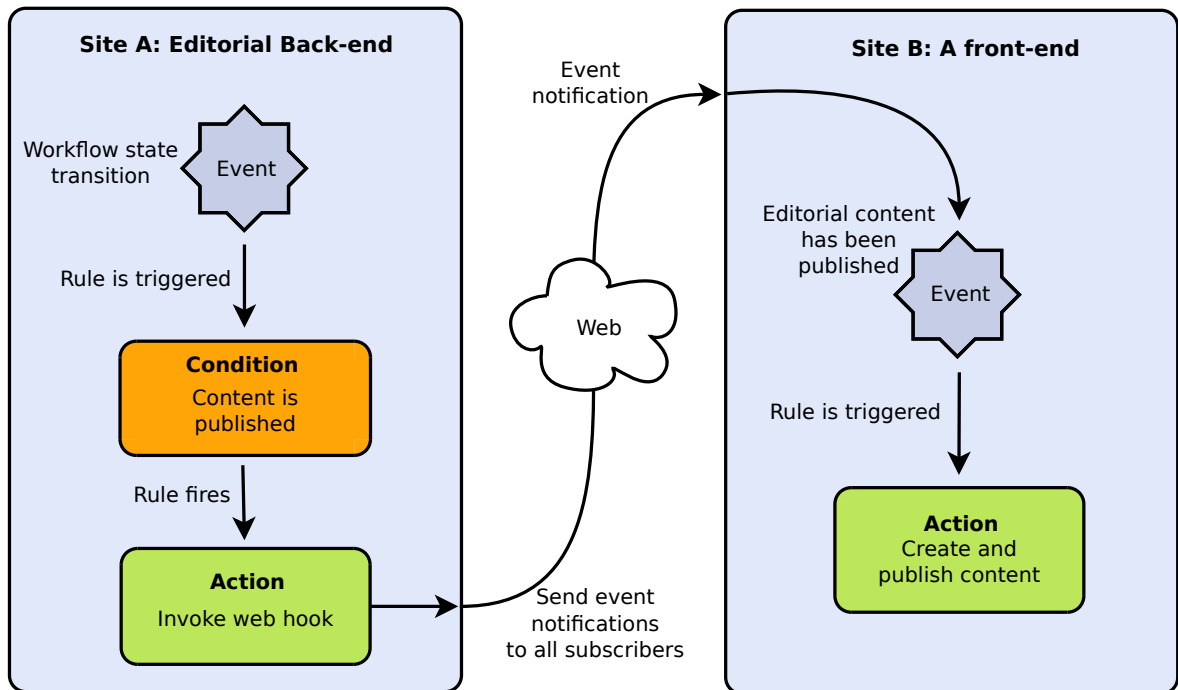 Site A: Editorial Back-end
Workflow state
transition
Event
Rule is triggered
Condition
Content is
published
Rule fires
Action
Invoke web hook
Send event
notifications
to all subscribers
Web
Event
notification
Site B: A front-end
Editorial content
has been
published
Event
Rule is triggered
Action
Create and
publish content